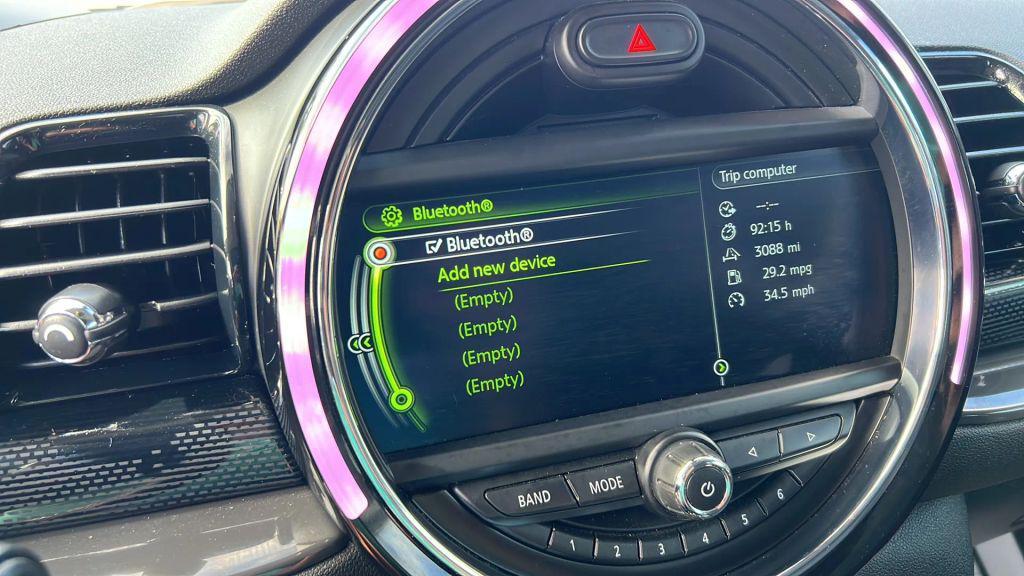 Bluetooth®
Bluetooth®
Add new device
(Empty)
(Empty)
(Empty)
(Empty)
Trip computer
--:--
92:15 h
3088 mi
29.2 mpg
34.5 mph
BAND
MODE
1 2 3 4 5 6